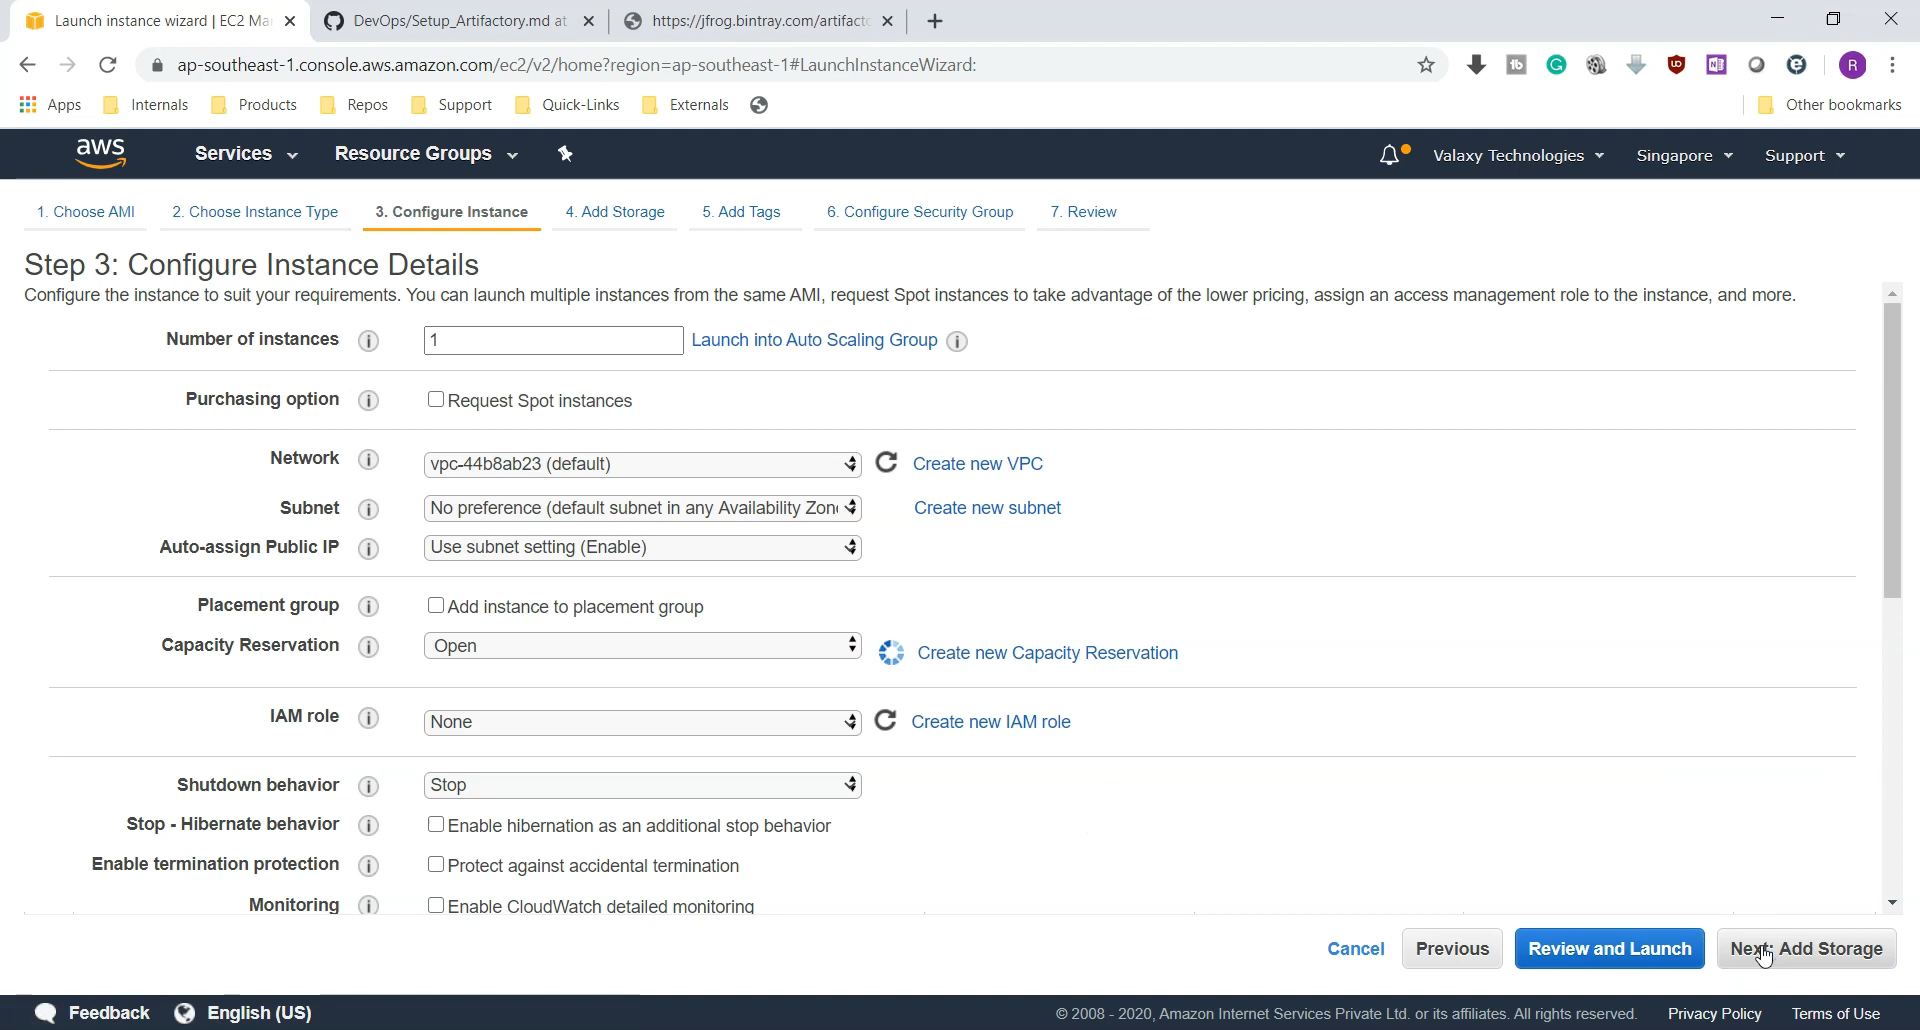 Launch instance wizard | EC2 Ma
DevOps/Setup_Artifactory.md at
https://jfrog.bintray.com/artifact
ap-southeast-1.console.aws.amazon.com/ec2/v2/home?region=ap-southeast-1#LaunchInstanceWizard:
R
Apps Internals Products Repos Support Quick-Links Externals Other bookmarks
aws Services Resource Groups Valaxy Technologies Singapore Support
1. Choose AMI 2. Choose Instance Type 3. Configure Instance 4. Add Storage 5. Add Tags 6. Configure Security Group 7. Review
Step 3: Configure Instance Details
Configure the instance to suit your requirements. You can launch multiple instances from the same AMI, request Spot instances to take advantage of the lower pricing, assign an access management role to the instance, and more.
Number of instances i 1 Launch into Auto Scaling Group i
Purchasing option i Request Spot instances
Network i vpc-44b8ab23 (default) Create new VPC
Subnet i No preference (default subnet in any Availability Zon Create new subnet
Auto-assign Public IP i Use subnet setting (Enable)
Placement group i Add instance to placement group
Capacity Reservation i Open Create new Capacity Reservation
IAM role i None Create new IAM role
Shutdown behavior i Stop
Stop - Hibernate behavior i Enable hibernation as an additional stop behavior
Enable termination protection i Protect against accidental termination
Monitoring i Enable CloudWatch detailed monitoring
Cancel Previous Review and Launch Next: Add Storage
Feedback English (US) © 2008 - 2020, Amazon Internet Services Private Ltd. or its affiliates. All rights reserved. Privacy Policy Terms of Use